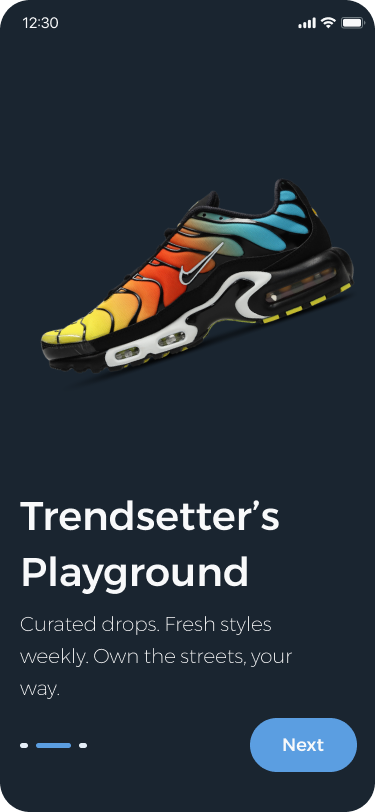 12:30
Trendsetter’s
Playground
Curated drops. Fresh styles
weekly. Own the streets, your
way.
Next